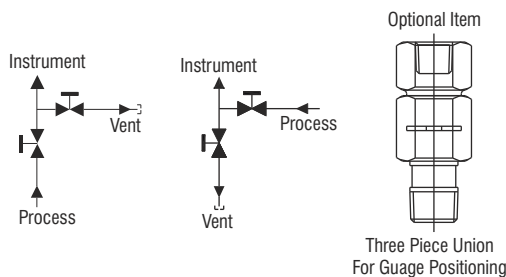 Optional Item
Instrument
Instrument
Vent
Process
Process
Vent
Three Piece Union
For Guage Positioning